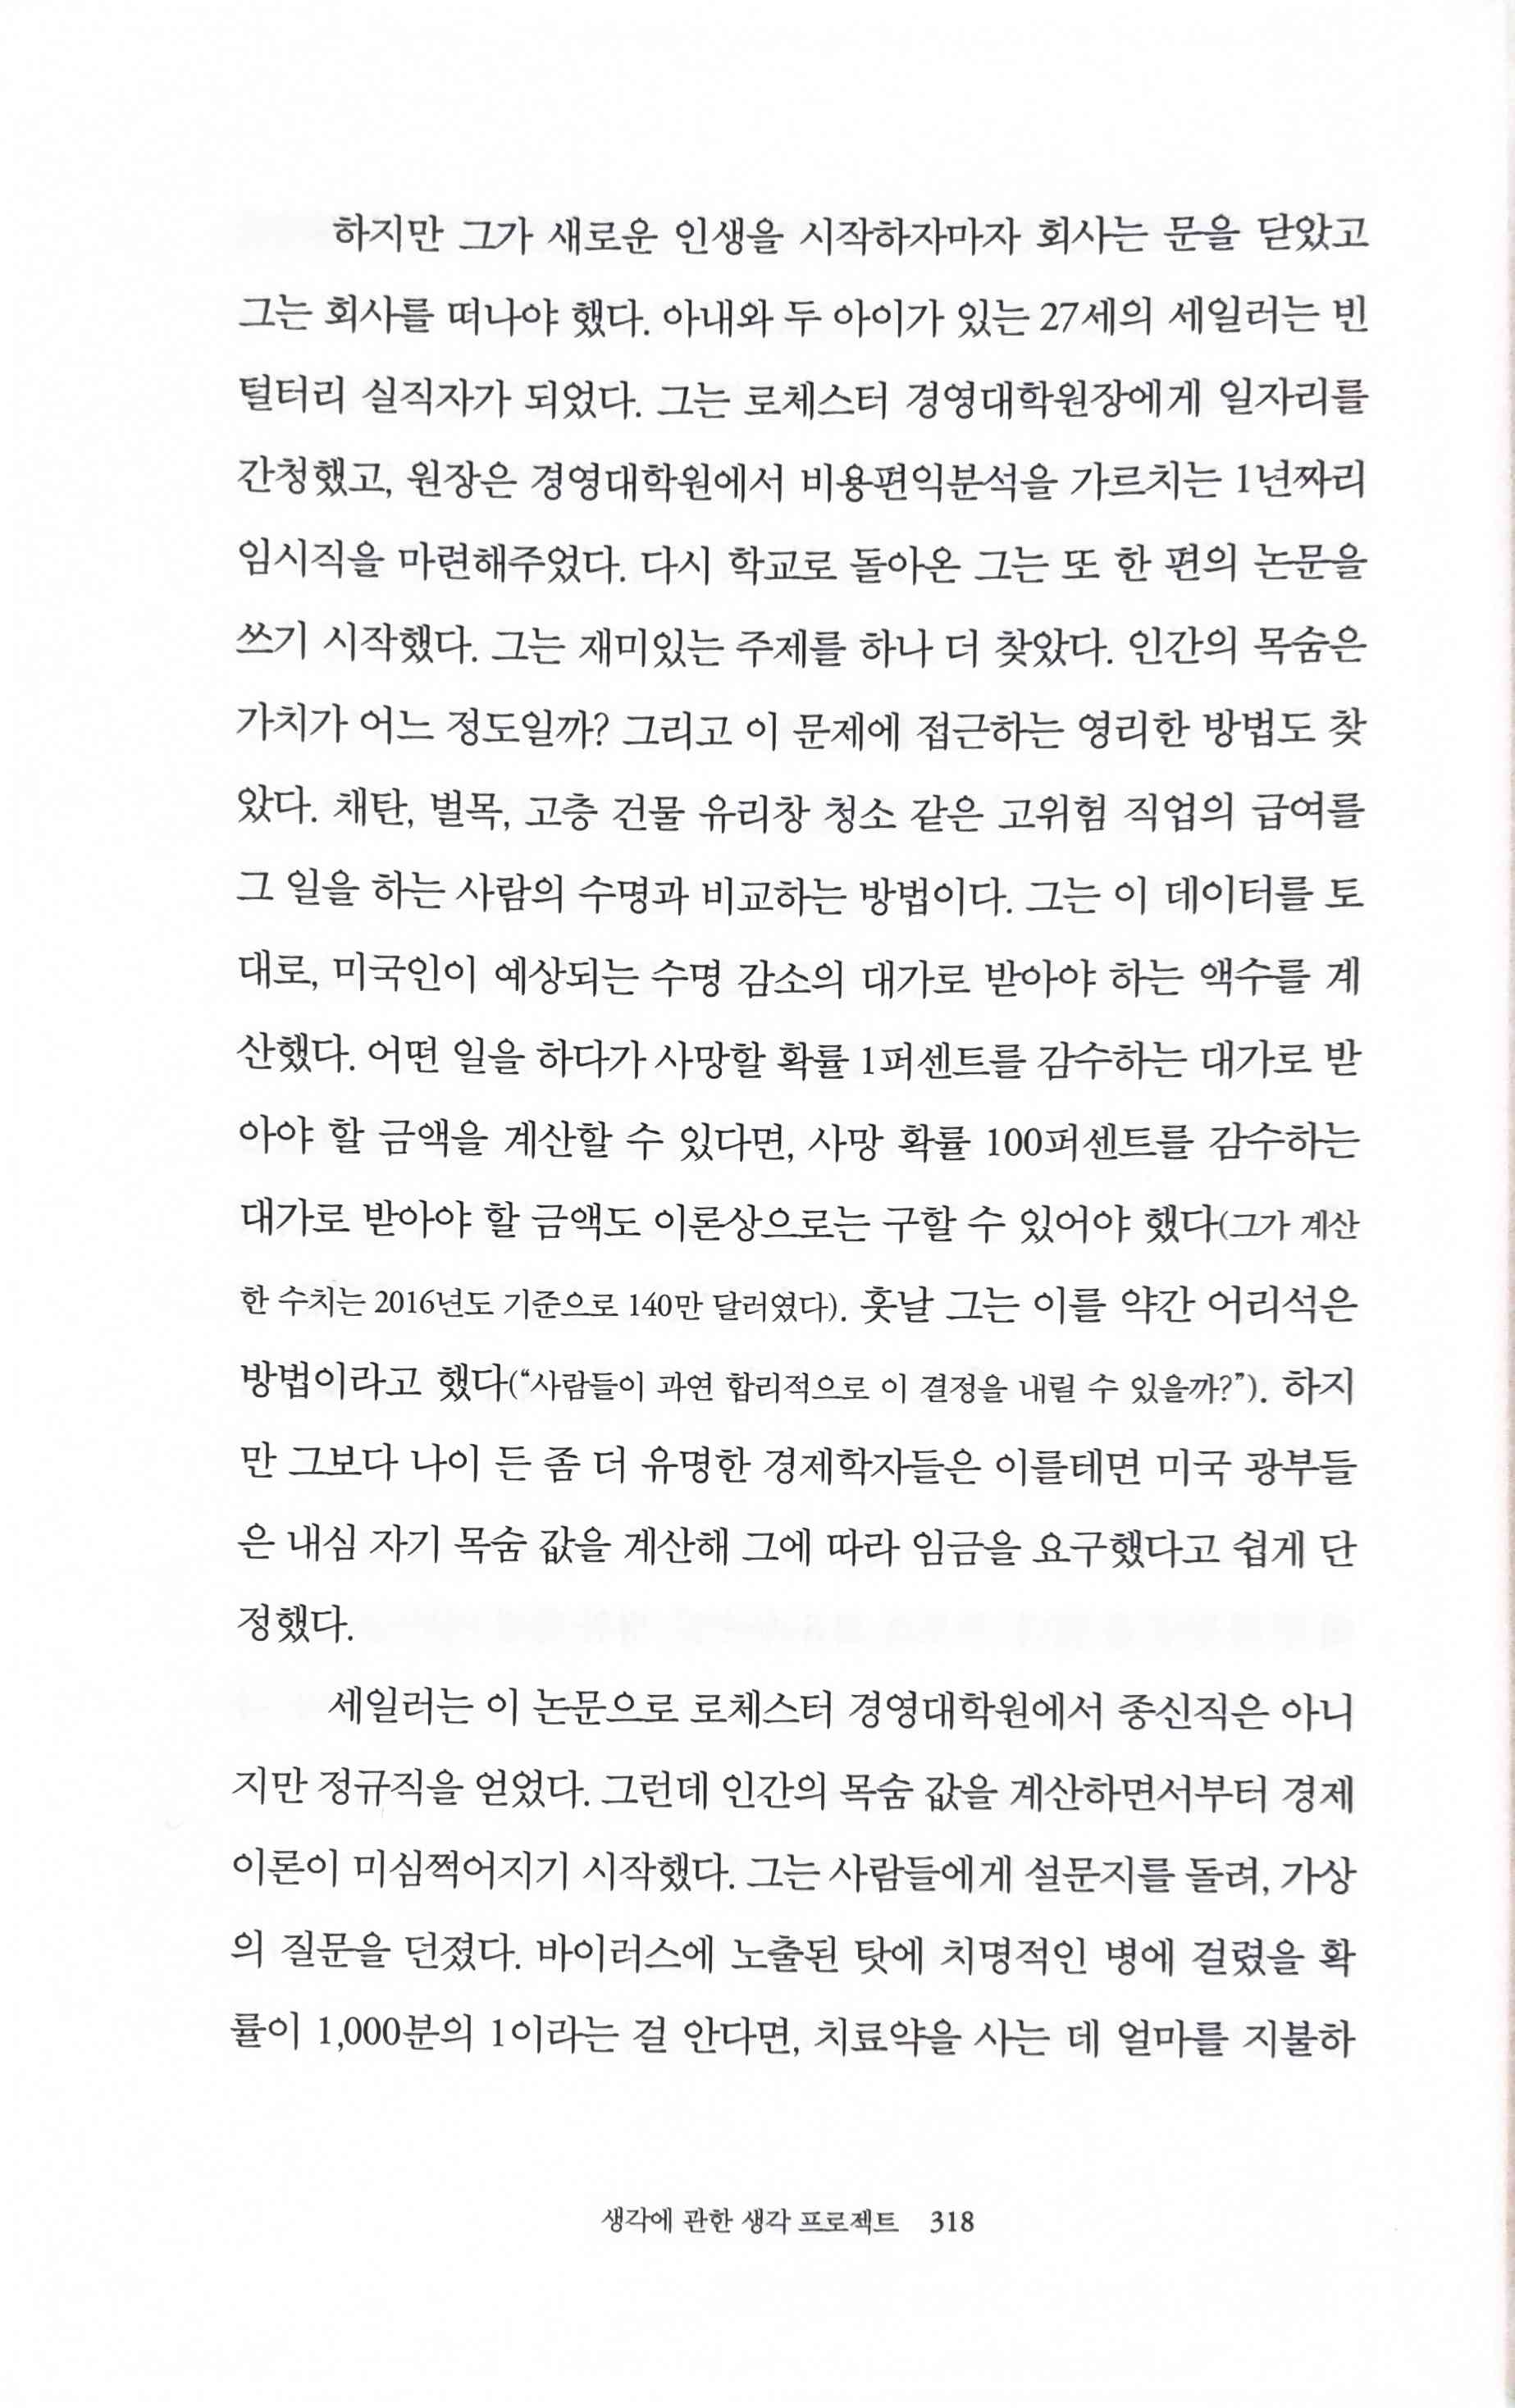 하지만 그가 새로운 인생을 시작하자마자 회사는 문을 닫았고
그는 회사를 떠나야 했다. 아내와 두 아이가 있는 27세의 세일러는 빈
털터리 실직자가 되었다. 그는 로체스터 경영대학원장에게 일자리를
간청했고, 원장은 경영대학원에서 비용편익분석을 가르치는 1년짜리
임시직을 마련해주었다. 다시 학교로 돌아온 그는 또 한 편의 논문을
쓰기 시작했다. 그는 재미있는 주제를 하나 더 찾았다. 인간의 목숨은
가치가 어느 정도일까? 그리고 이 문제에 접근하는 영리한 방법도 찾
았다. 채탄, 벌목, 고층 건물 유리창 청소 같은 고위험 직업의 급여를
그 일을 하는 사람의 수명과 비교하는 방법이다. 그는 이 데이터를 토
대로, 미국인이 예상되는 수명 감소의 대가로 받아야 하는 액수를 계
산했다. 어떤 일을 하다가 사망할 확률 1퍼센트를 감수하는 대가로 받
아야 할 금액을 계산할 수 있다면, 사망 확률 100퍼센트를 감수하는
대가로 받아야 할 금액도 이론상으로는 구할 수 있어야 했다(그가 계산
한 수치는 2016년도 기준으로 140만 달러였다). 훗날 그는 이를 약간 어리석은
방법이라고 했다(“사람들이 과연 합리적으로 이 결정을 내릴 수 있을까?”). 하지
만 그보다 나이 든 좀 더 유명한 경제학자들은 이를테면 미국 광부들
은 내심 자기 목숨 값을 계산해 그에 따라 임금을 요구했다고 쉽게 단
정했다.
세일러는 이 논문으로 로체스터 경영대학원에서 종신직은 아니
지만 정규직을 얻었다. 그런데 인간의 목숨 값을 계산하면서부터 경제
이론이 미심쩍어지기 시작했다. 그는 사람들에게 설문지를 돌려, 가상
의 질문을 던졌다. 바이러스에 노출된 탓에 치명적인 병에 걸렸을 확
률이 1,000분의 1이라는 걸 안다면, 치료약을 사는 데 얼마를 지불하
생각에 관한 생각 프로젝트 318